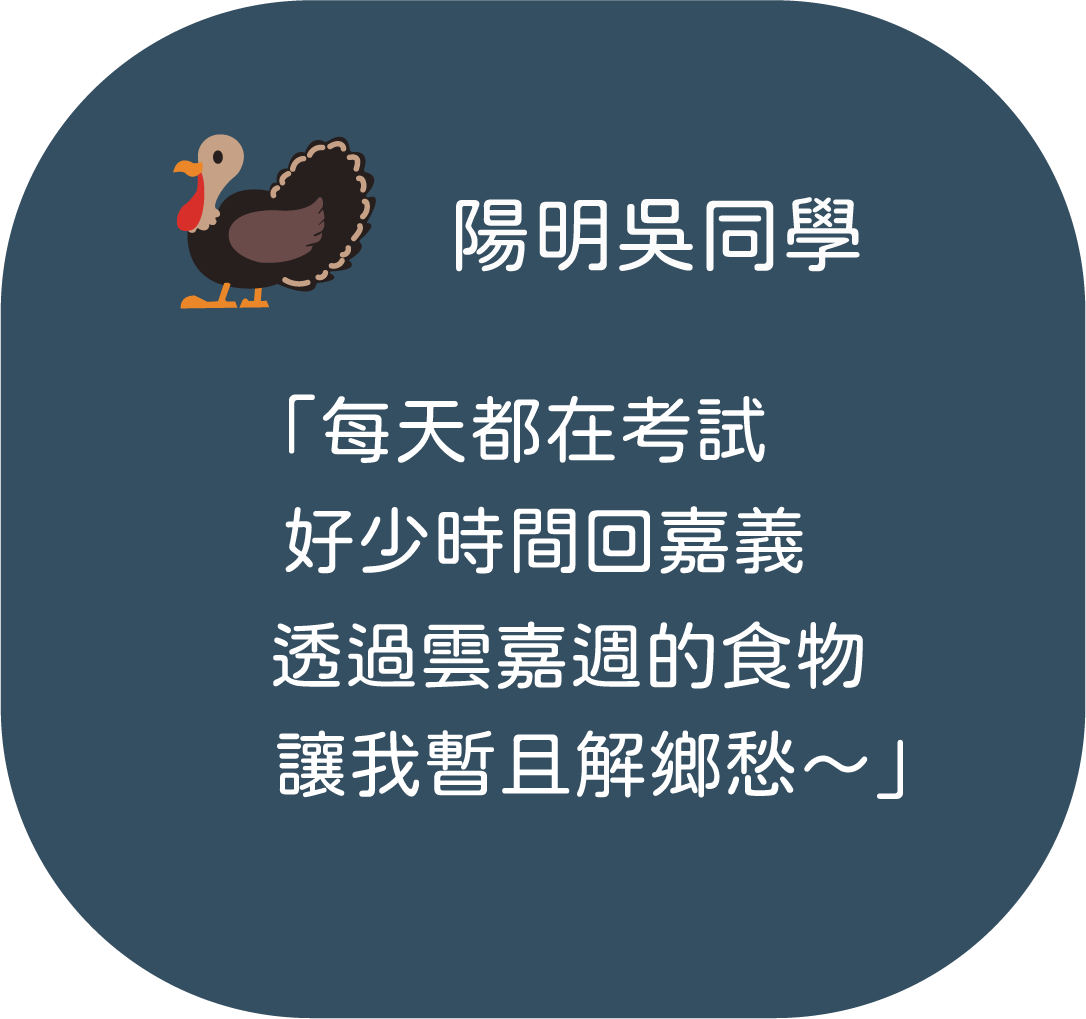 陽明吳同學
「每天都在考試
好少時間回嘉義
透過雲嘉週的食物
讓我暫且解鄉愁～」